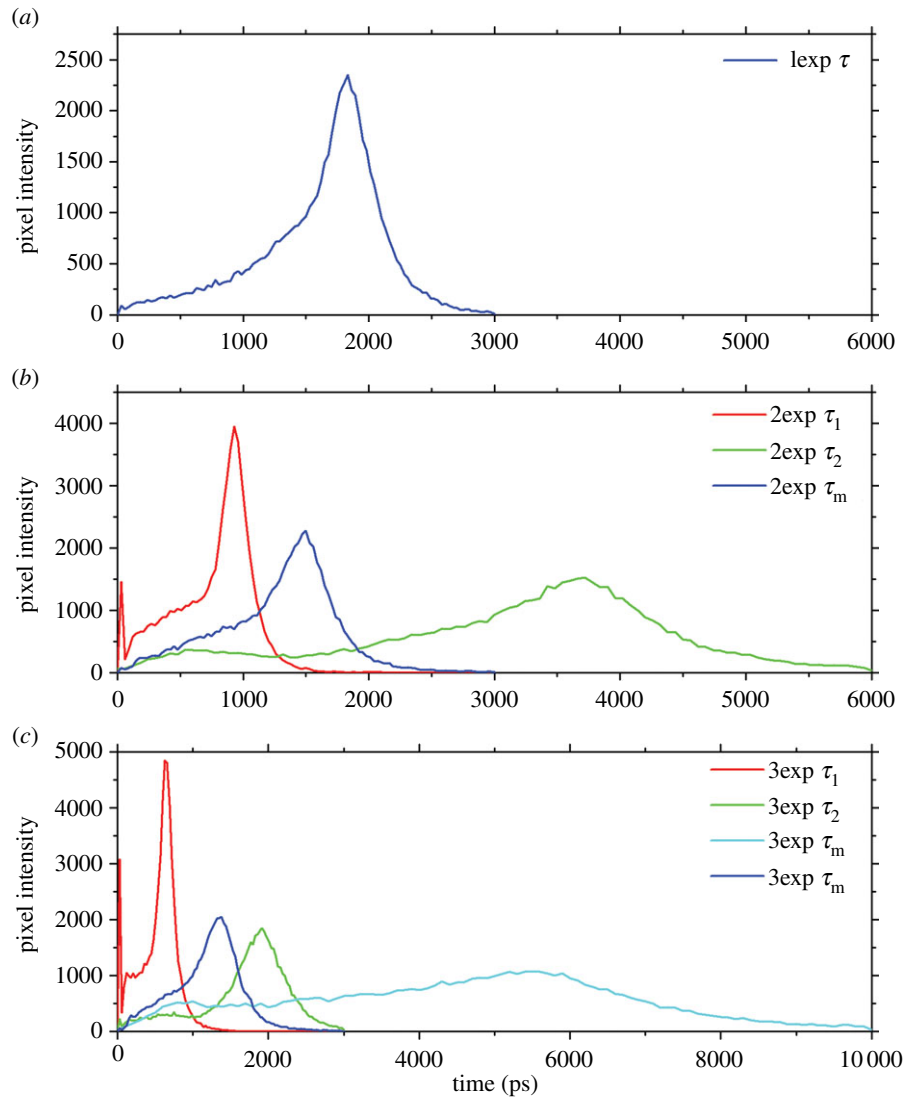 (a)
2500
2000
1500
1000
500
0
pixel intensity
lexp τ
0 1000 2000 3000 4000 5000 6000
(b)
4000
3000
2000
1000
0
pixel intensity
2exp τ1
2exp τ2
2exp τm
0 1000 2000 3000 4000 5000 6000
(c)
5000
4000
3000
2000
1000
0
pixel intensity
3exp τ1
3exp τ2
3exp τm
3exp τm
0 2000 4000 6000 8000 10 000
time (ps)